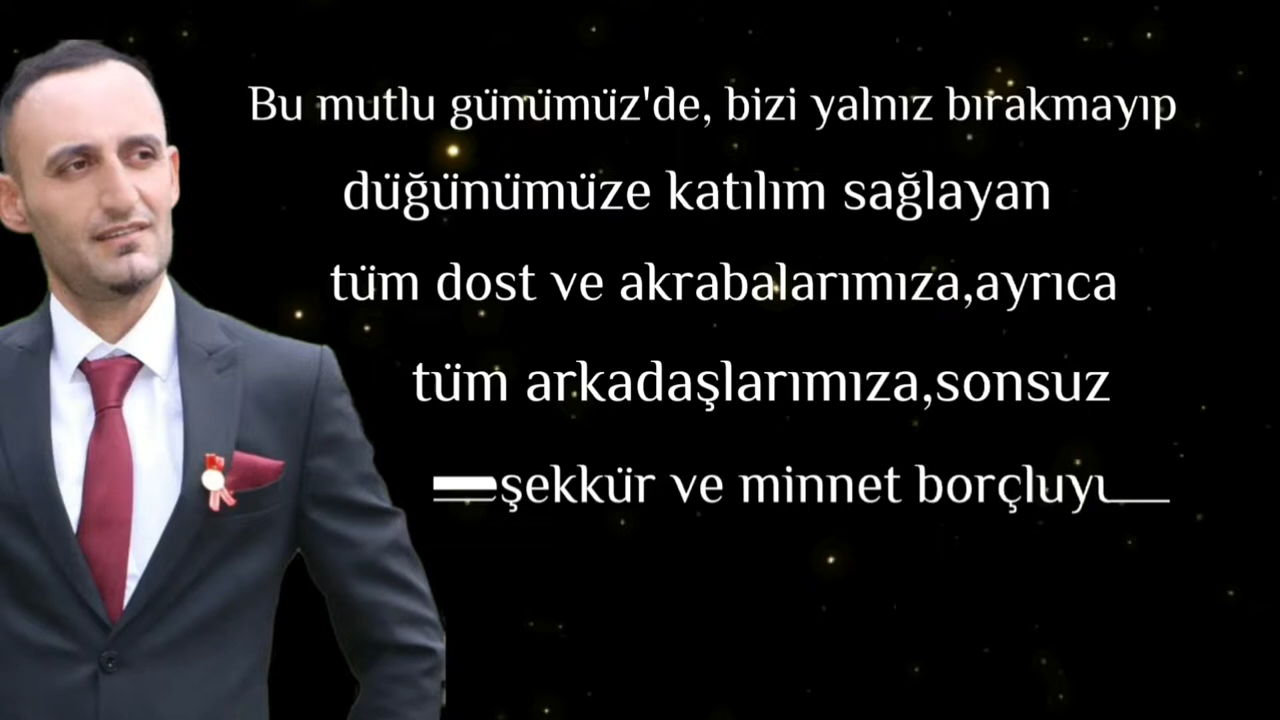 Bu mutlu günümüz'de, bizi yalnız bırakmayıp
düğünümüze katılım sağlayan
tüm dost ve akrabalarımıza,ayrıca
tüm arkadaşlarımıza,sonsuz
şekkür ve minnet borçluyu